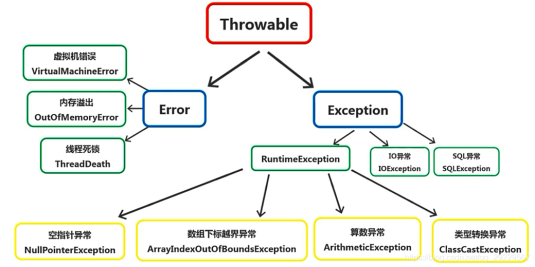 Throwable
虚拟机错误
VirtualMachineError
内存溢出
OutOfMemoryError
线程死锁
ThreadDeath
Error
Exception
RuntimeException
IO异常
IOException
SQL异常
SQLException
空指针异常
NullPointerException
数组下标越界异常
ArrayIndexOutOfBoundsException
算数异常
ArithmeticException
类型转换异常
ClassCastException